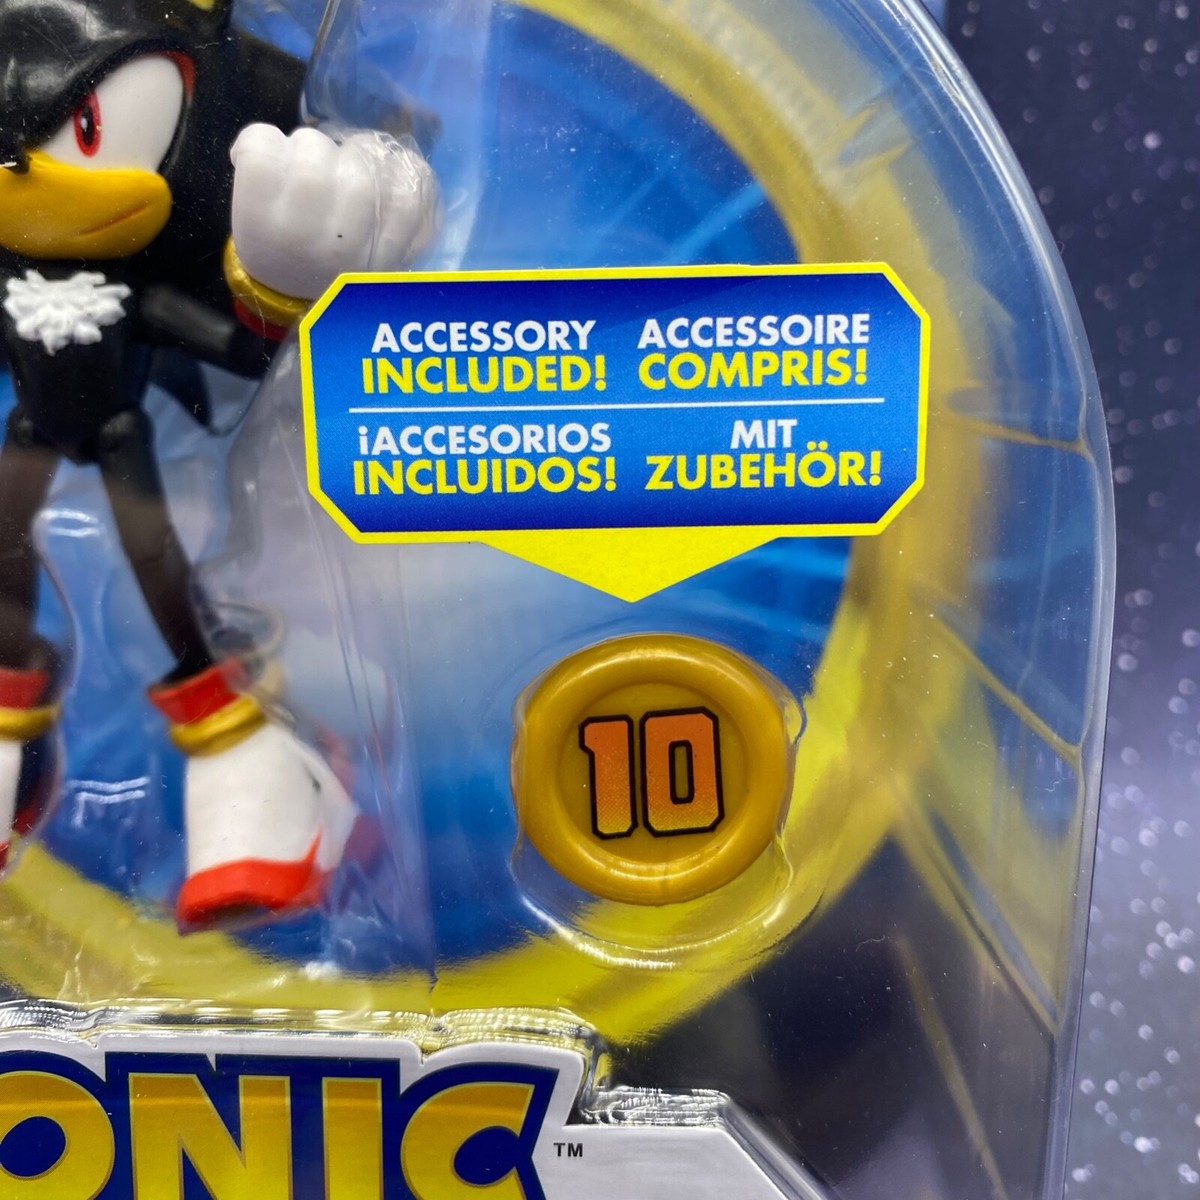 ACCESSORY
INCLUDED!
ACCESSOIRE
COMPRIS!
¡ACCESORIOS
INCLUIDOS!
MIT
ZUBEHÖR!
10
ONIC
™